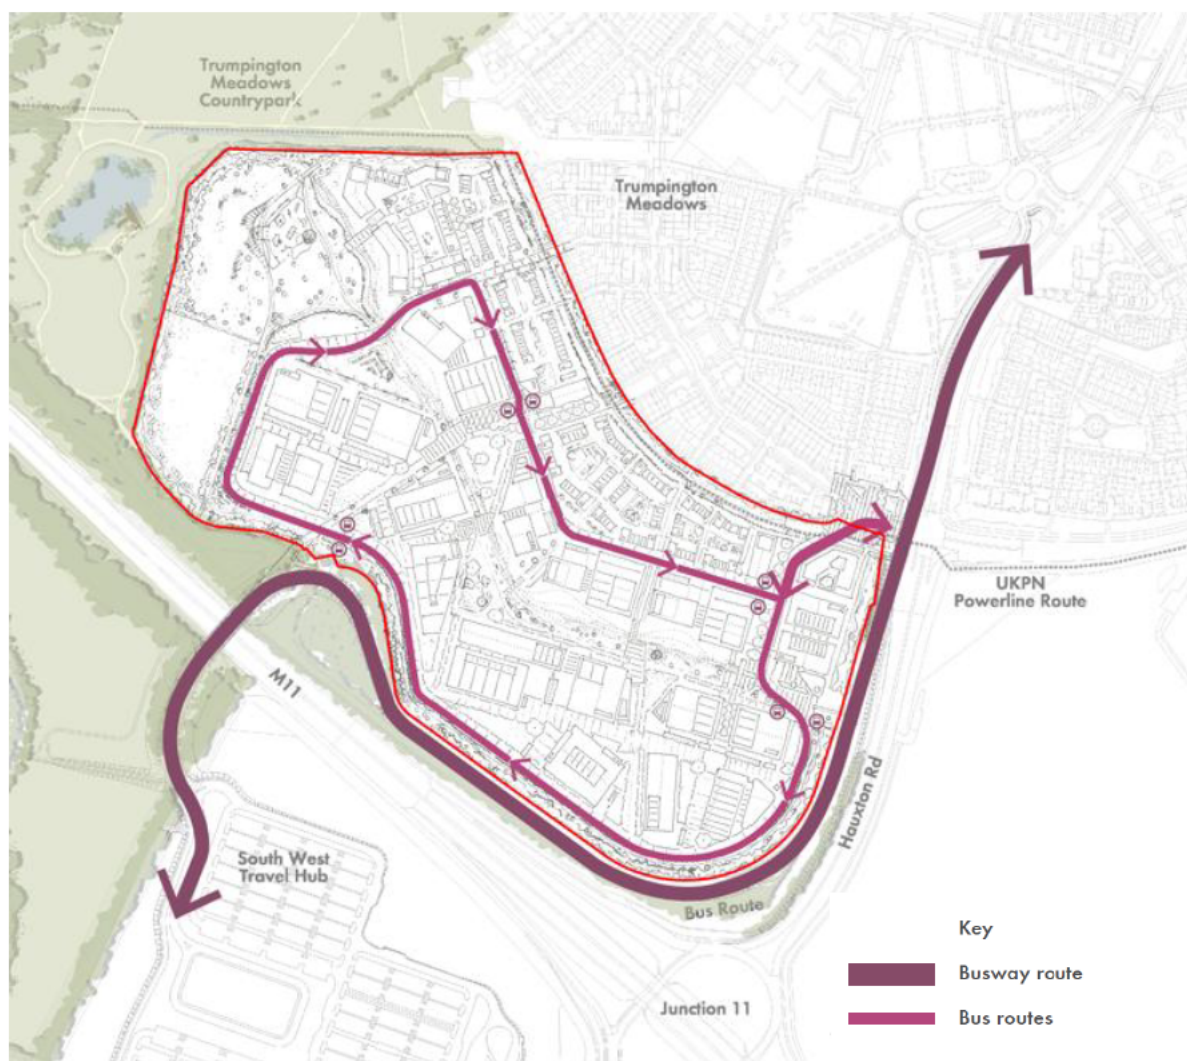 Trumpington
Meadows
Countrypark
Trumpington
Meadows
UKPN
Powerline Route
M11
Hauxton Rd
South West
Travel Hub
Bus Route
Junction 11
Key
Busway route
Bus routes